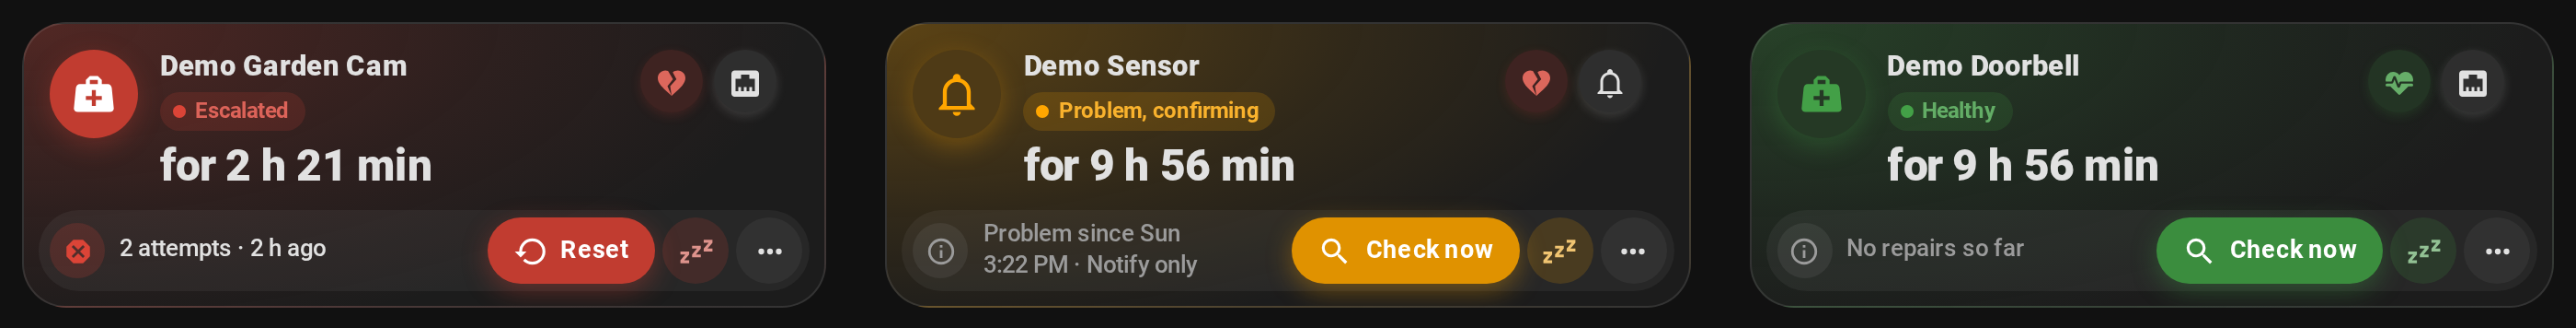 Demo Garden Cam
Escalated
for 2 h 21 min
2 attempts · 2 h ago
Reset
zzz
Demo Sensor
Problem, confirming
for 9 h 56 min
Problem since Sun
3:22 PM · Notify only
Check now
zzz
Demo Doorbell
Healthy
for 9 h 56 min
No repairs so far
Check now
zzz